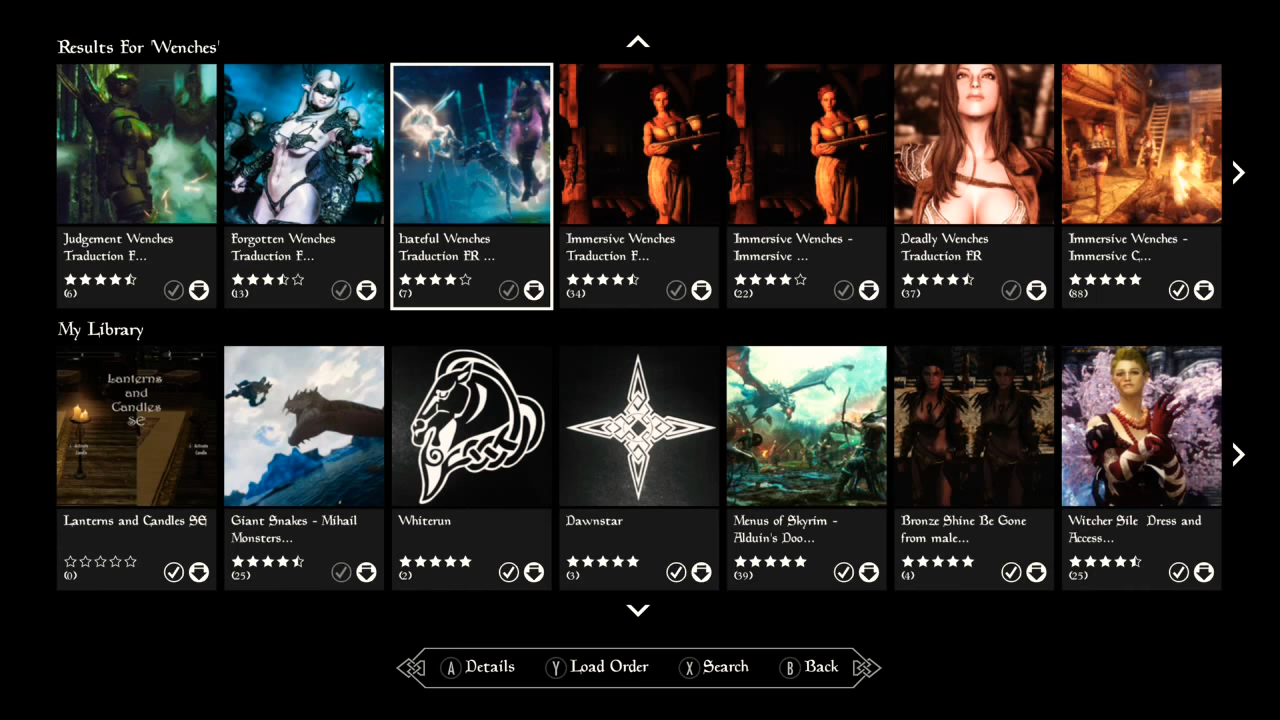 Results For 'Wenches'
Judgement Wenches
Traduction F...
(6)
Forgotten Wenches
Traduction F...
(13)
Hateful Wenches
Traduction FR ...
(7)
Immersive Wenches
Traduction F...
(34)
Immersive Wenches -
Immersive ...
(22)
Deadly Wenches
Traduction FR
(37)
Immersive Wenches -
Immersive C...
(88)
My Library
Lanterns
and
Candles
SE
Lanterns and Candles SE
(0)
Giant Snakes - Mihail
Monsters...
(25)
Whiterun
(2)
Dawnstar
(3)
Menus of Skyrim -
Alduin's Doo...
(39)
Bronze Shine Be Gone
from male...
(4)
Witcher Sile Dress and
Access...
(25)
A Details Y Load Order X Search B Back